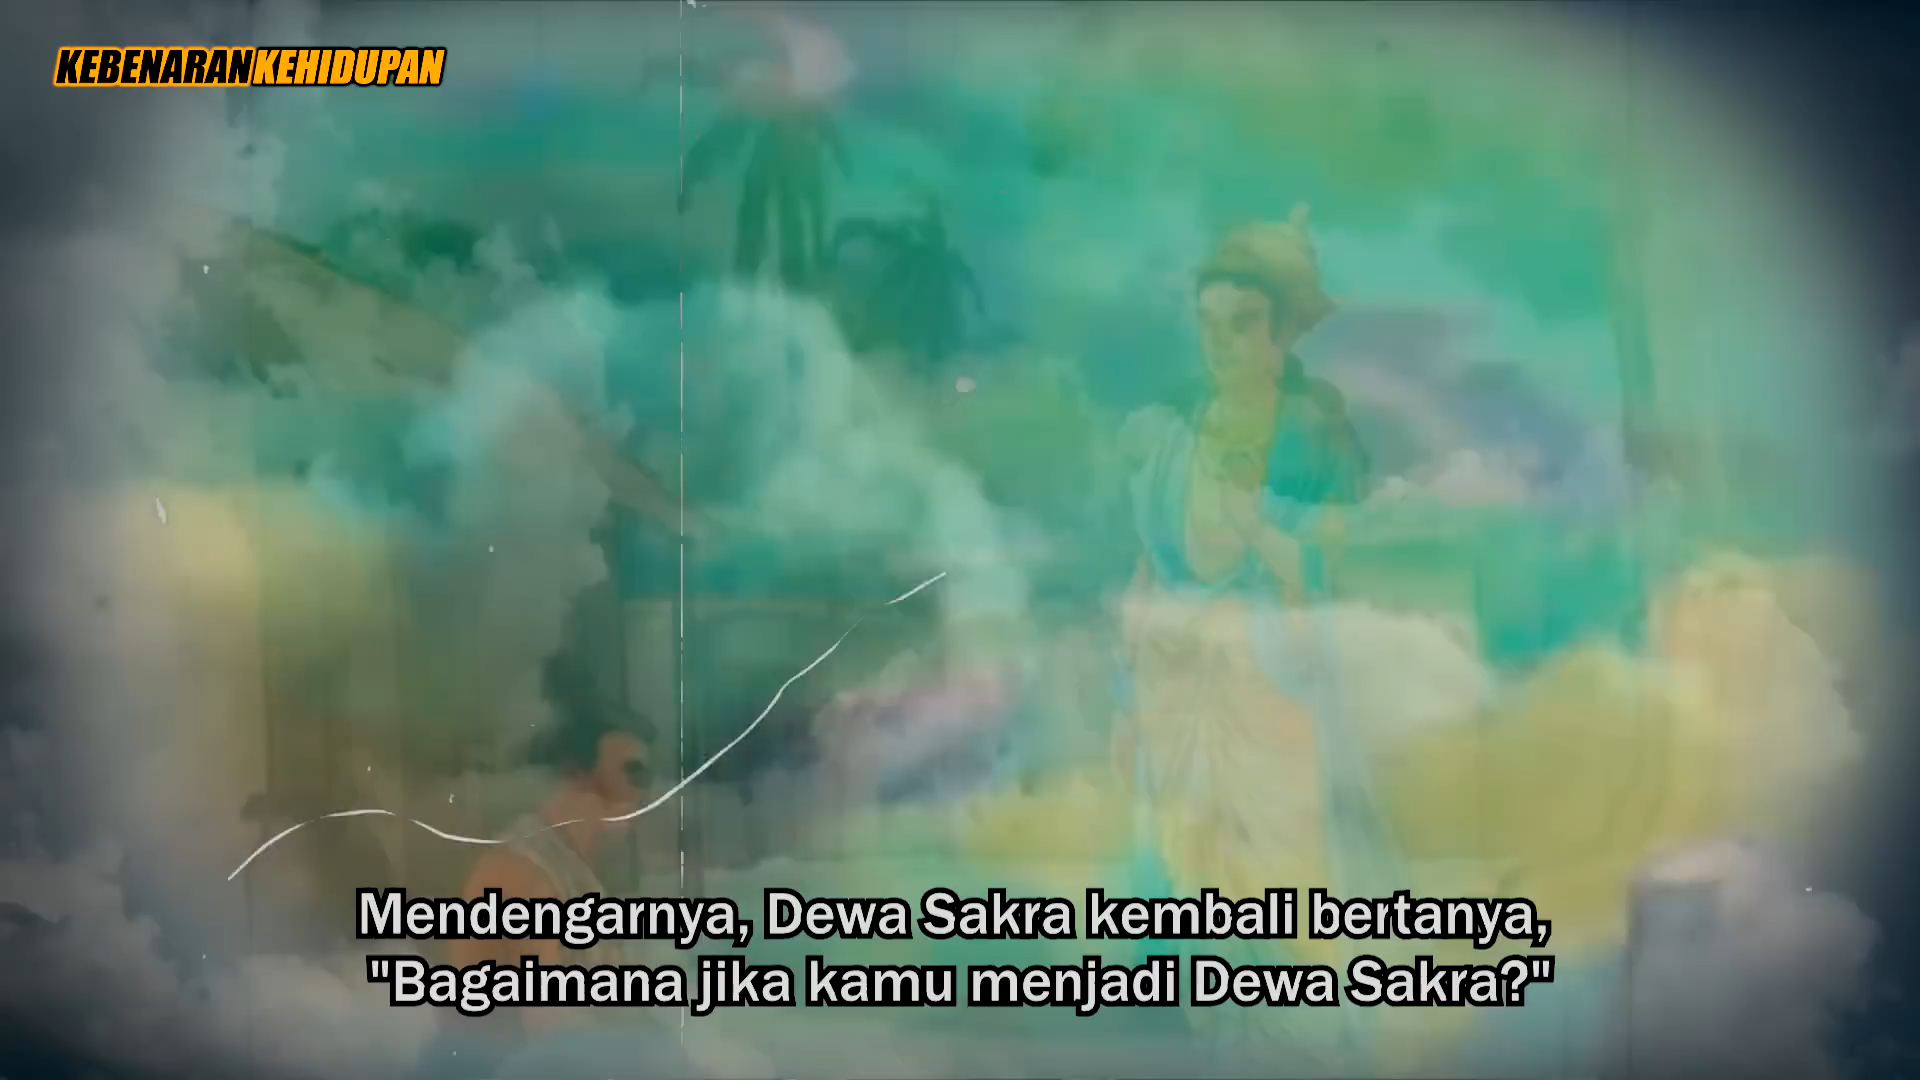 KEBENARANKEHIDUPAN
Mendengarnya, Dewa Sakra kembali bertanya,
"Bagaimana jika kamu menjadi Dewa Sakra?"